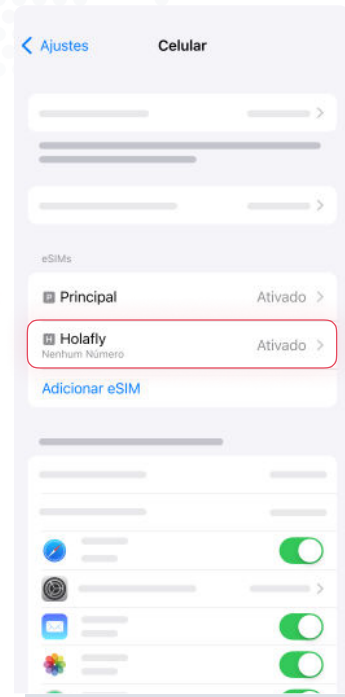 Ajustes
Celular
eSIMs
P Principal
Ativado
H Holafly
Nenhum Número
Ativado
Adicionar eSIM